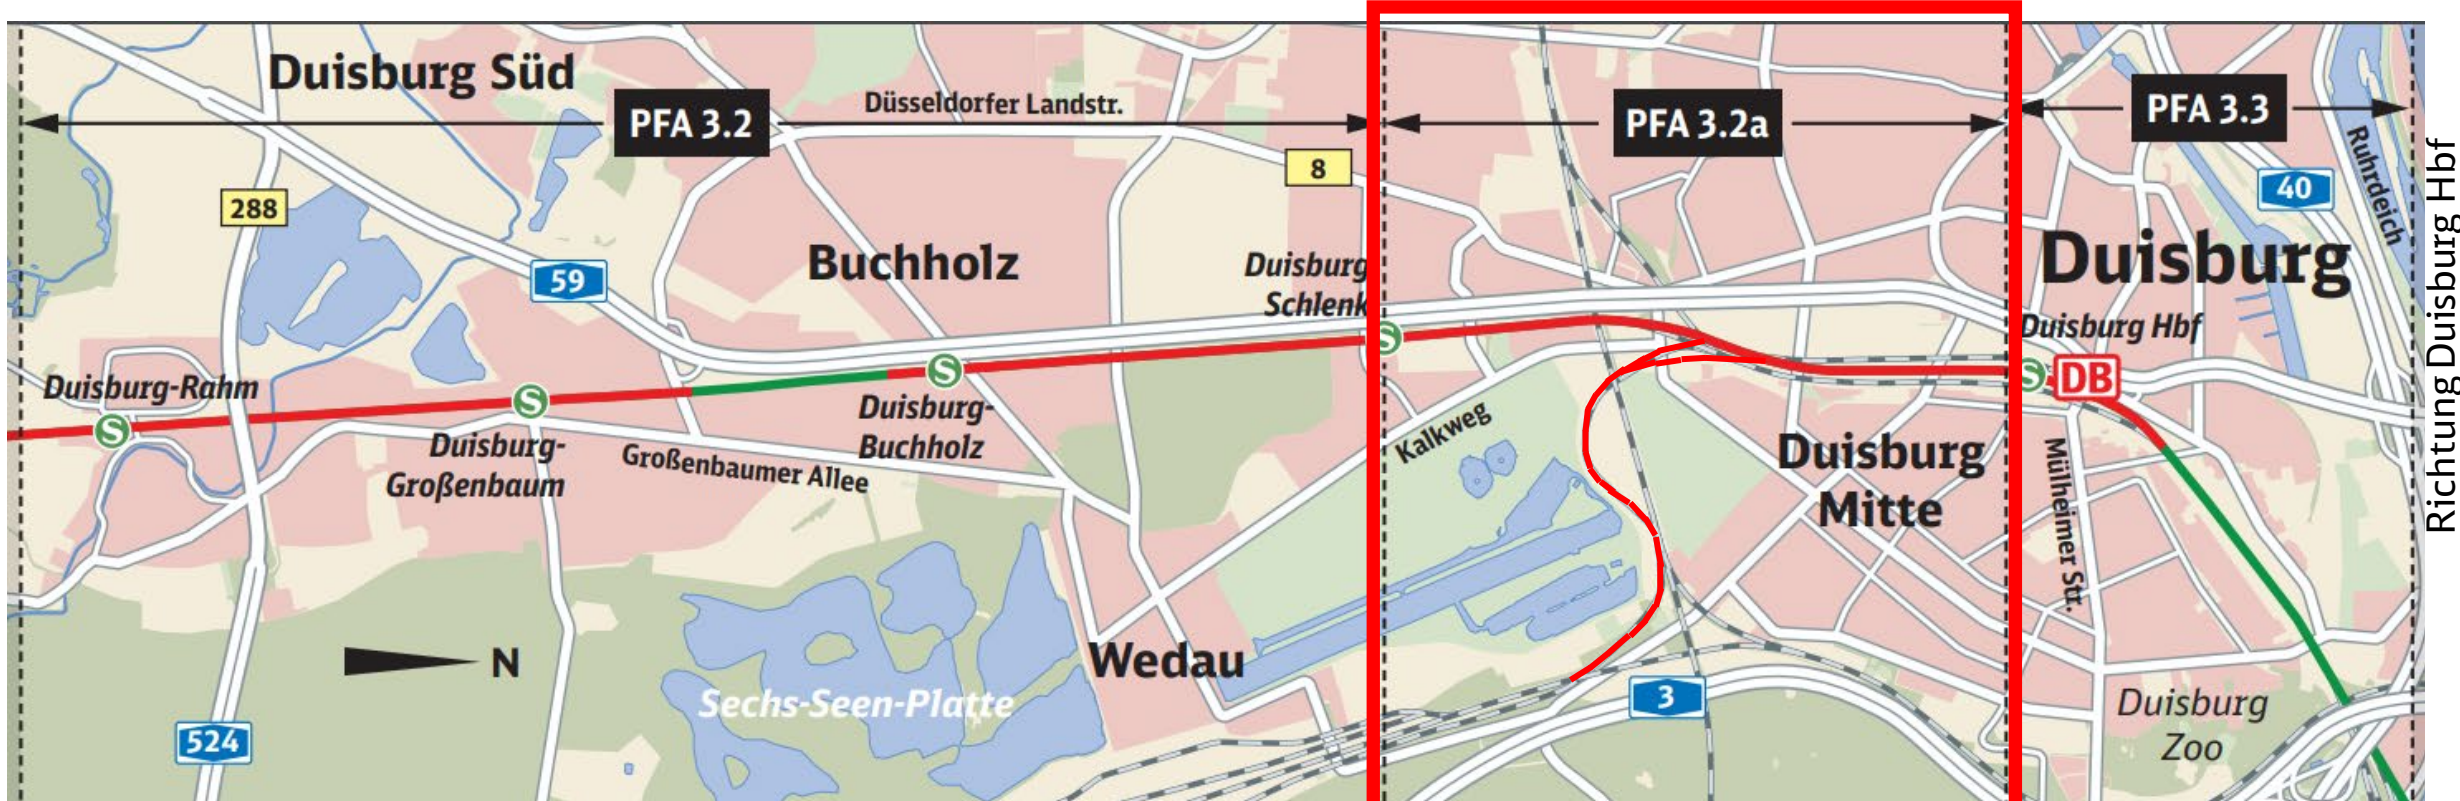 Duisburg Süd
PFA 3.2
Düsseldorfer Landstr.
8
PFA 3.2a
PFA 3.3
40
Ruhrdeich
288
59
Buchholz
Duisburg
Schlenk
Duisburg
Duisburg Hbf
S
DB
Richtung Duisburg Hbf
Duisburg-Rahm
S
S
Duisburg-
Großenbaum
Großenbaumer Allee
S
Duisburg-
Buchholz
S
Kalkweg
Duisburg
Mitte
Mülheimer Str.
N
Wedau
Sechs-Seen-Platte
524
3
Duisburg
Zoo